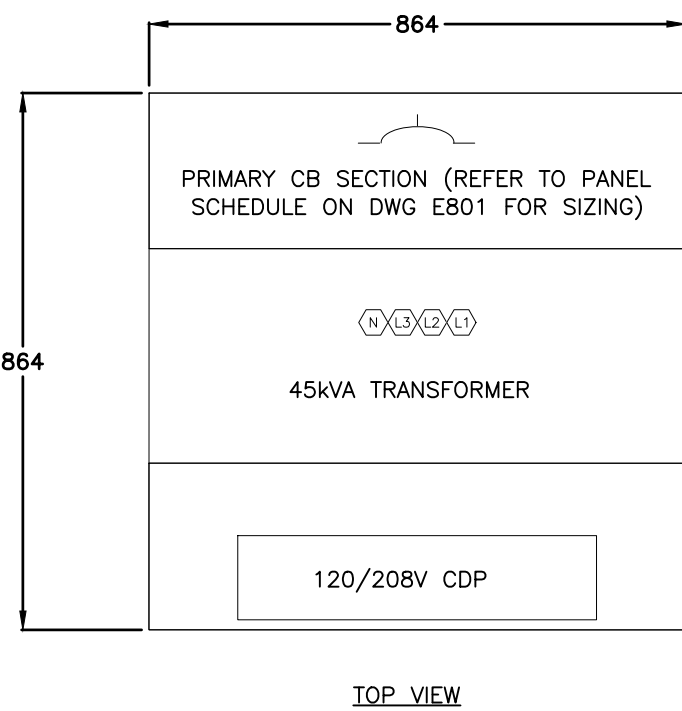 864
PRIMARY CB SECTION (REFER TO PANEL
SCHEDULE ON DWG E801 FOR SIZING)
N L3 L2 L1
864
45kVA TRANSFORMER
120/208V CDP
TOP VIEW